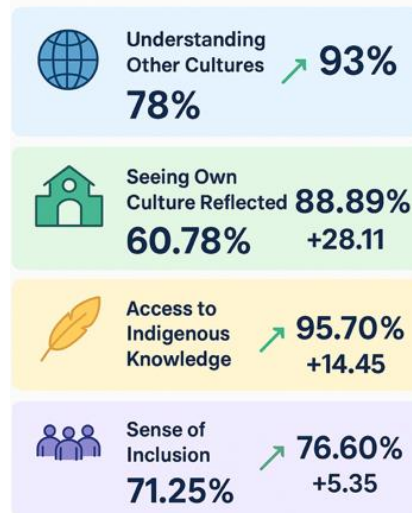 Understanding
Other Cultures
93%
78%
Seeing Own
Culture Reflected
88.89%
60.78%
+28.11
Access to
Indigenous
Knowledge
95.70%
+14.45
Sense of
Inclusion
76.60%
71.25%
+5.35